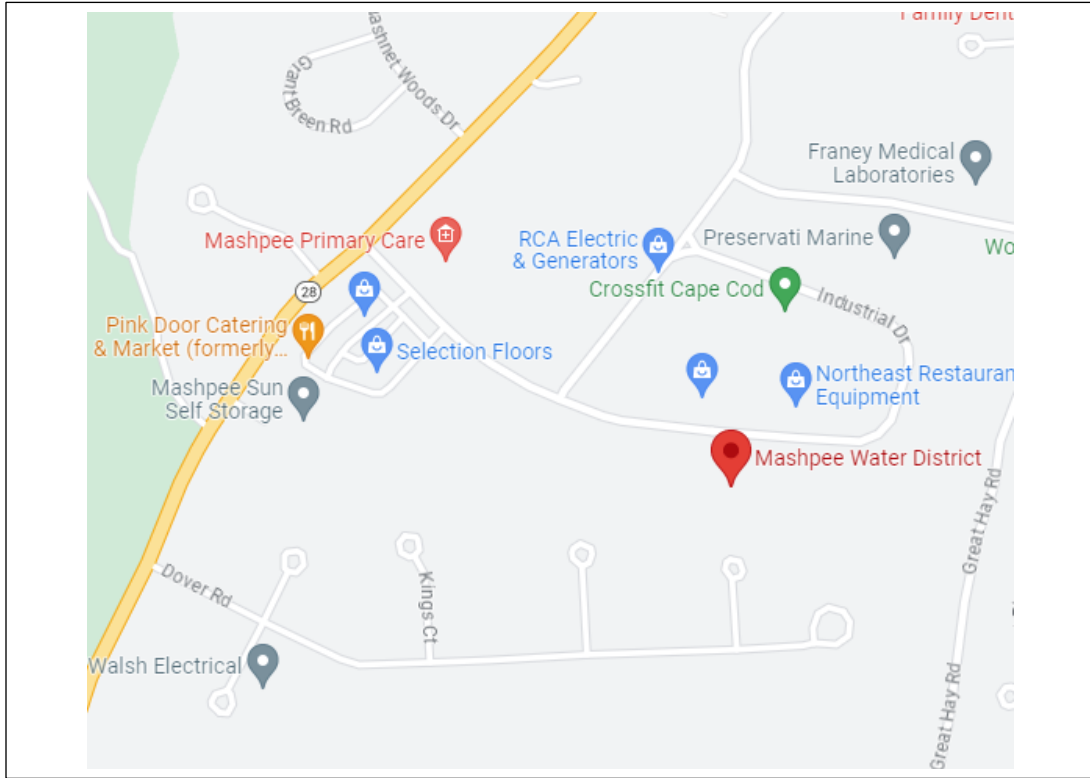 Family Dent
ashnet Woods Dr
Grant Breen Rd
Franey Medical
Laboratories
Mashpee Primary Care
RCA Electric
& Generators
Preservati Marine
Wo
Crossfit Cape Cod
Industrial Dr
28
Pink Door Catering
& Market (formerly...
Selection Floors
Mashpee Sun
Self Storage
Northeast Restauran
Equipment
Mashpee Water District
Great Hay Rd
Dover Rd
Kings Ct
Walsh Electrical
Great Hay Rd